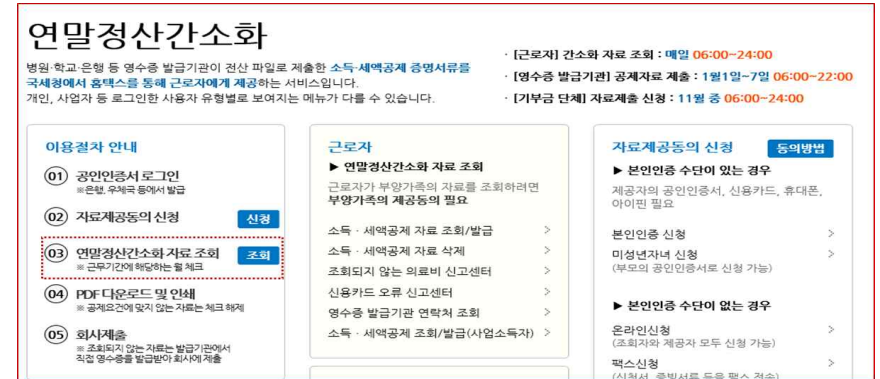 연말정산간소화
병원·학교·은행 등 영수증 발급기관이 전산 파일로 제출한 소득·세액공제 증명서류를
국세청에서 홈택스를 통해 근로자에게 제공하는 서비스입니다.
개인, 사업자 등 로그인한 사용자 유형별로 보여지는 메뉴가 다를 수 있습니다.
· [근로자] 간소화 자료 조회 : 매일 06:00~24:00
· [영수증 발급기관] 공제자료 제출 : 1월1일~7일 06:00~22:00
· [기부금 단체] 자료제출 신청 : 11월 중 06:00~24:00
이용절차 안내
01 공인인증서 로그인
※은행, 우체국 등에서 발급
02 자료제공동의 신청 신청
03 연말정산간소화 자료 조회 조회
※ 근무기간에 해당하는 월 체크
04 PDF 다운로드 및 인쇄
※ 공제요건에 맞지 않는 자료는 체크 해제
05 회사제출
※ 조회되지 않는 자료는 발급기관에서
직접 영수증을 발급받아 회사에 제출
근로자
▶ 연말정산간소화 자료 조회
근로자가 부양가족의 자료를 조회하려면
부양가족의 제공동의 필요
소득 · 세액공제 자료 조회/발급 >
소득 · 세액공제 자료 삭제 >
조회되지 않는 의료비 신고센터 >
신용카드 오류 신고센터 >
영수증 발급기관 연락처 조회 >
소득 · 세액공제 조회/발급(사업소득자) >
자료제공동의 신청 동의방법
▶ 본인인증 수단이 있는 경우
제공자의 공인인증서, 신용카드, 휴대폰,
아이핀 필요
본인인증 신청 >
미성년자녀 신청 >
(부모의 공인인증서로 신청 가능)
▶ 본인인증 수단이 없는 경우
온라인신청 >
(조회자와 제공자 모두 신청 가능)
팩스신청 >
(신청서, 증빙서류 등을 팩스 전송)